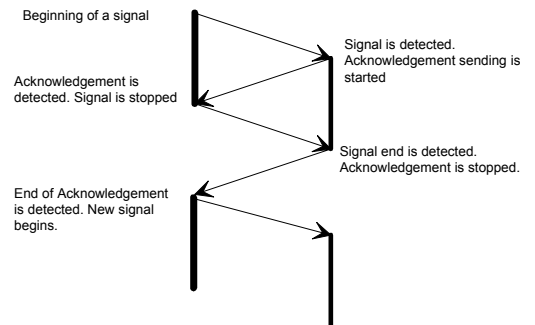 Beginning of a signal
Signal is detected.
Acknowledgement sending is
started
Acknowledgement is
detected. Signal is stopped
Signal end is detected.
Acknowledgement is stopped.
End of Acknowledgement
is detected. New signal
begins.